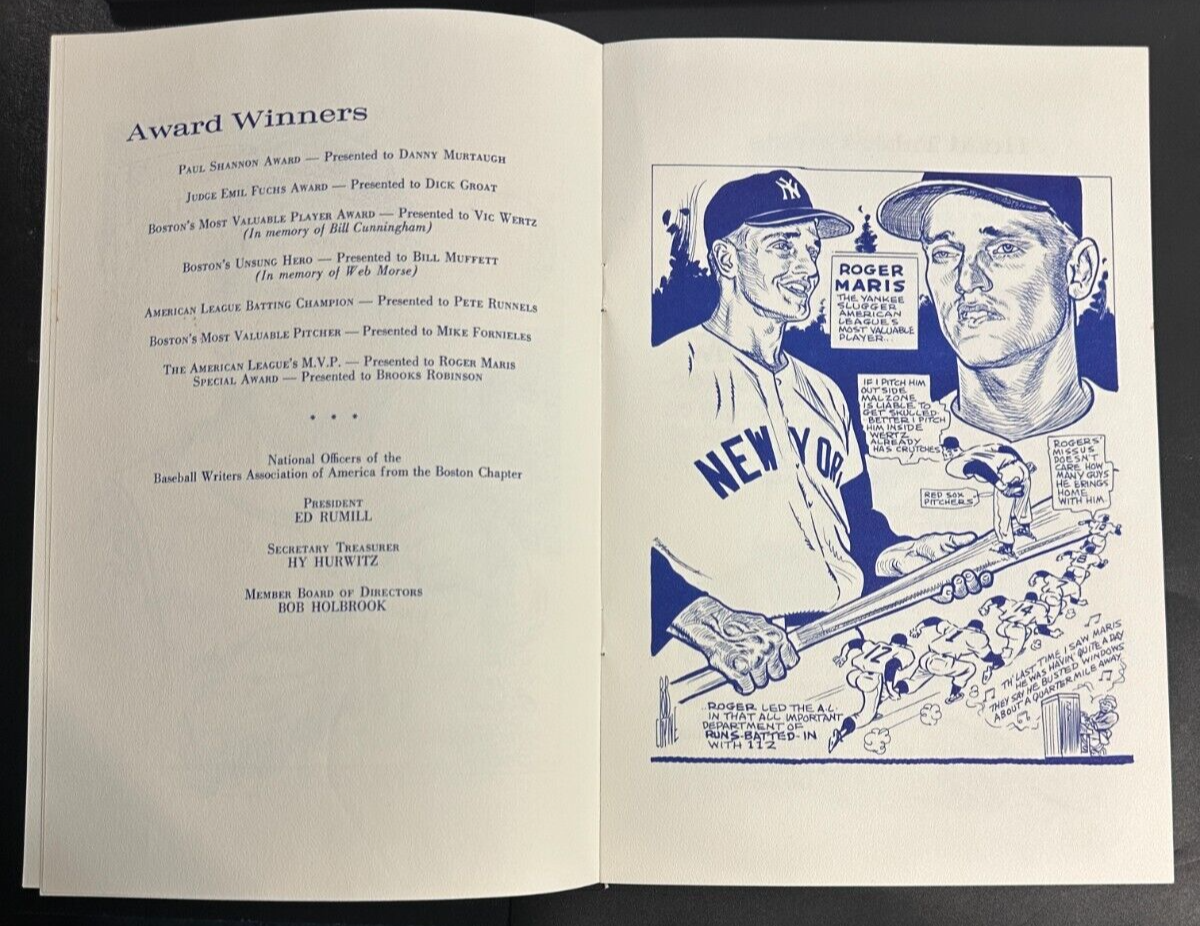 Award Winners
Paul Shannon Award — Presented to Danny Murtaugh
Judge Emil Fuchs Award — Presented to Dick Groat
Boston's Most Valuable Player Award — Presented to Vic Wertz
(In memory of Bill Cunningham)
Boston's Unsung Hero — Presented to Bill Muffett
(In memory of Web Morse)
American League Batting Champion — Presented to Pete Runnels
Boston's Most Valuable Pitcher — Presented to Mike Fornieles
The American League's M.V.P. — Presented to Roger Maris
Special Award — Presented to Brooks Robinson
* * *
National Officers of the
Baseball Writers Association of America from the Boston Chapter
President
ED RUMILL
Secretary Treasurer
HY HURWITZ
Member Board of Directors
BOB HOLBROOK
NY
ROGER
MARIS
THE YANKEE
SLUGGER
AMERICAN
LEAGUE'S
MOST VALUABLE
PLAYER...
IF I PITCH HIM
OUTSIDE
MALZONE
IS LIABLE TO
GET SKULLED-
BETTER I PITCH
HIM INSIDE
WERTZ
ALREADY
HAS CRUTCHES
RED SOX
PITCHERS
ROGERS'
MISSUS
DOESN'T
CARE HOW
MANY GUYS
HE BRINGS
HOME
WITH HIM
NEW YOR
12
1
14
8
10
TH' LAST TIME I SAW MARIS
HE WAS HAVIN' QUITE A DAY
THEY SAY HE BUSTED WINDOWS
ABOUT A QUARTER MILE AWAY
ROGER LED THE A.L.
IN THAT ALL IMPORTANT
DEPARTMENT OF
RUNS-BATTED-IN
WITH 112